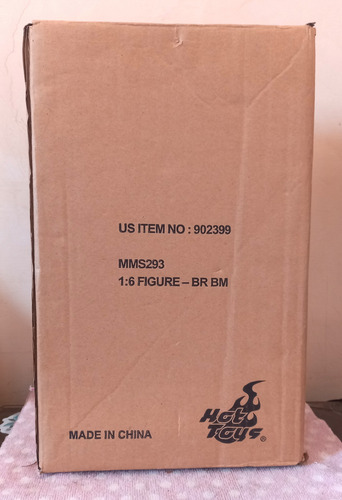 US ITEM NO : 902399
MMS293
1:6 FIGURE – BR BM
Hot
Toys®
MADE IN CHINA